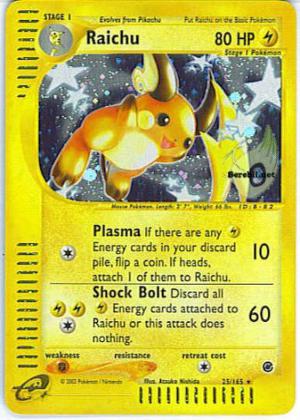 STAGE 1
Evolves from Pikachu
Put Raichu on the Basic Pokémon
Raichu
80 HP
Stage 1 Pokémon
Serebii.net
Mouse Pokémon. Length: 2' 7", Weight: 66 lbs.
Plasma If there are any
Energy cards in your discard
pile, flip a coin. If heads,
attach 1 of them to Raichu.
10
Shock Bolt Discard all
Energy cards attached to
Raichu or this attack does
nothing.
60
weakness
resistance
retreat cost
© 2002 Pokémon / Nintendo
Illus. Atsuko Nishida
25/165